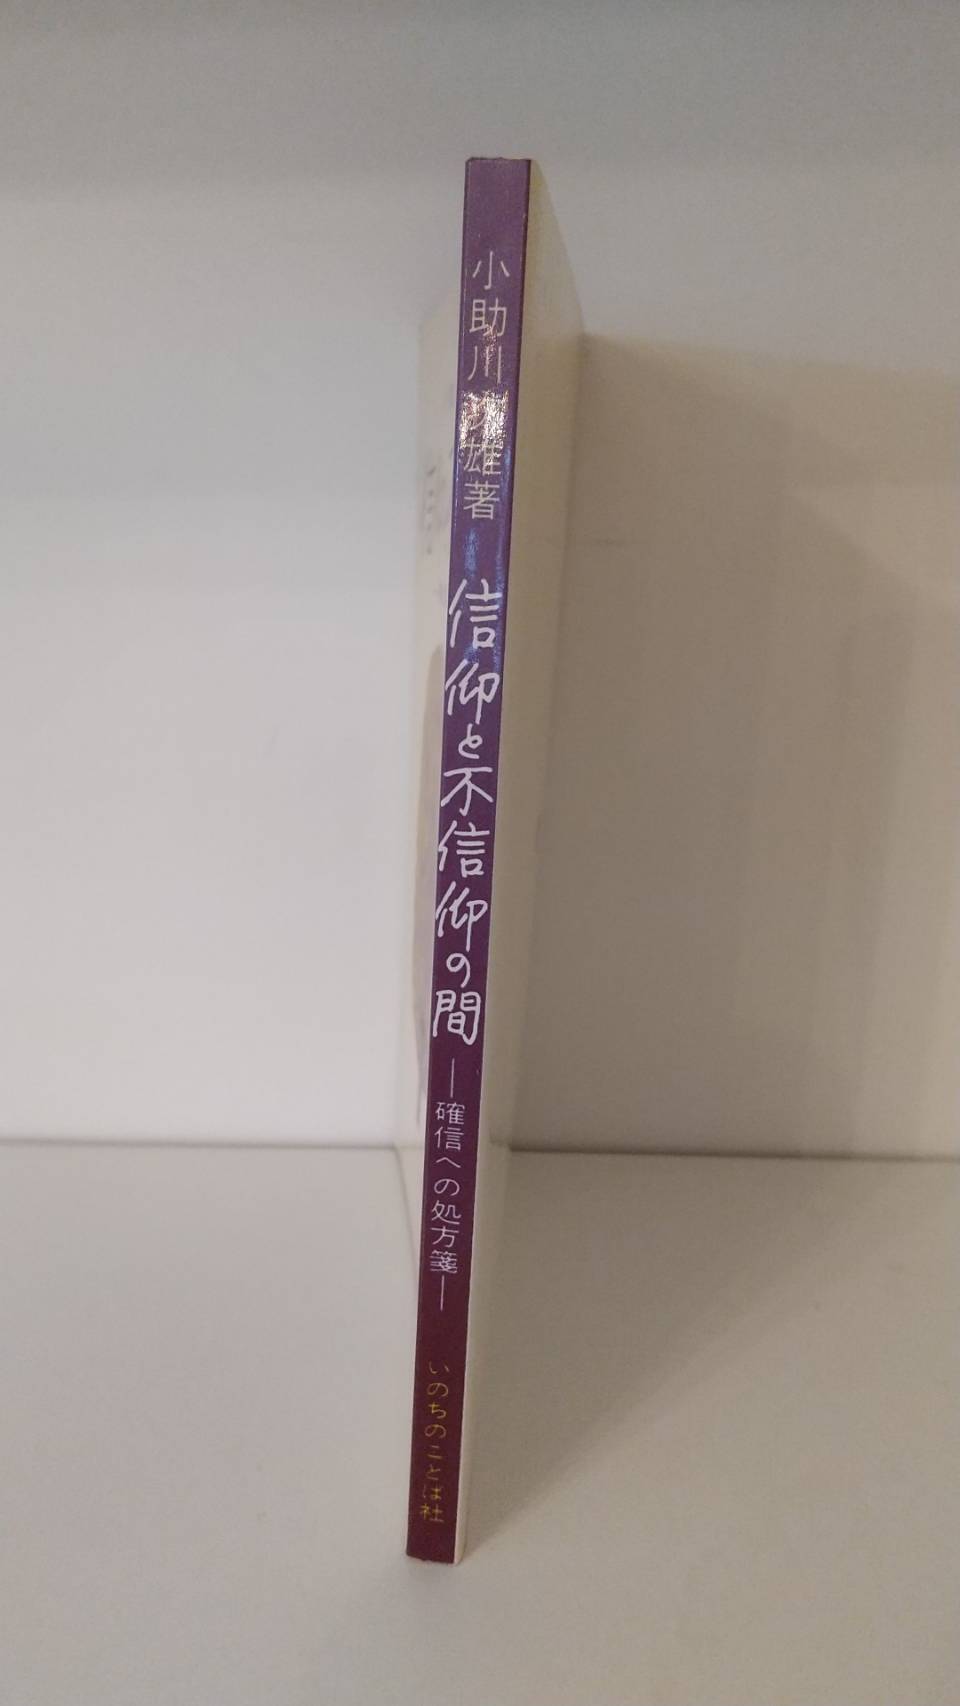 小助川次雄著
信仰と不信仰の間
―確信への処方箋―
いのちのことば社